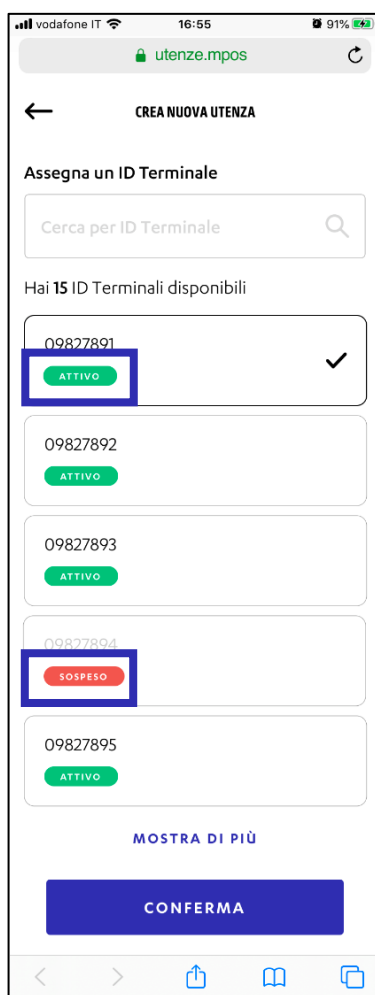 vodafone IT 16:55 91%
utenze.mpos
CREA NUOVA UTENZA
Assegna un ID Terminale
Cerca per ID Terminale
Hai 15 ID Terminali disponibili
09827891
ATTIVO
09827892
ATTIVO
09827893
ATTIVO
09827894
SOSPESO
09827895
ATTIVO
MOSTRA DI PIÙ
CONFERMA